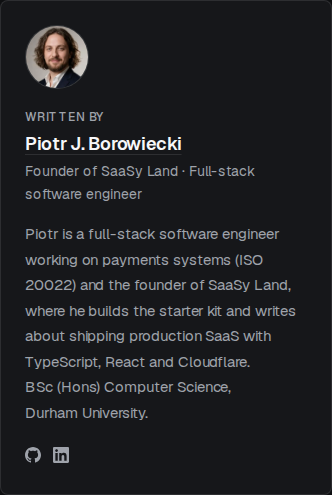 WRITTEN BY
Piotr J. Borowiecki
Founder of SaaSy Land · Full-stack
software engineer
Piotr is a full-stack software engineer
working on payments systems (ISO
20022) and the founder of SaaSy Land,
where he builds the starter kit and writes
about shipping production SaaS with
TypeScript, React and Cloudflare.
BSc (Hons) Computer Science,
Durham University.
in